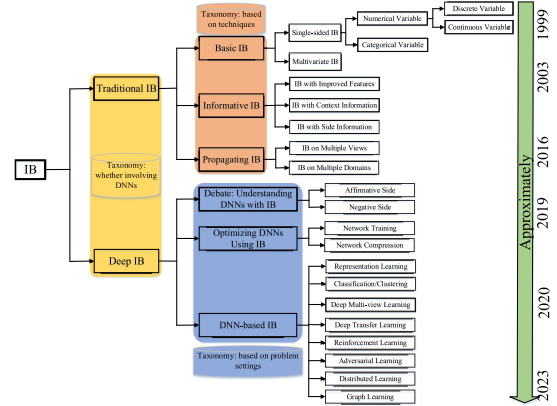 Taxonomy: based
on techniques
Numerical Variable
Discrete Variable
Continuous Variable
Single-sided IB
Categorical Variable
Basic IB
Multivariate IB
Traditional IB
IB with Improved Features
Informative IB
IB with Context Information
IB with Side Information
IB on Multiple Views
Propagating IB
IB on Multiple Domains
IB
Taxonomy:
whether involving
DNNs
Debate: Understanding
DNNs with IB
Affirmative Side
Negative Side
Optimizing DNNs
Using IB
Network Training
Network Compression
Deep IB
Representation Learning
Classification/Clustering
Deep Multi-view Learning
DNN-based IB
Deep Transfer Learning
Reinforcement Learning
Adversarial Learning
Distributed Learning
Graph Learning
Taxonomy: based on problem
settings
Approximately
1999
2003
2016
2019
2020
2023